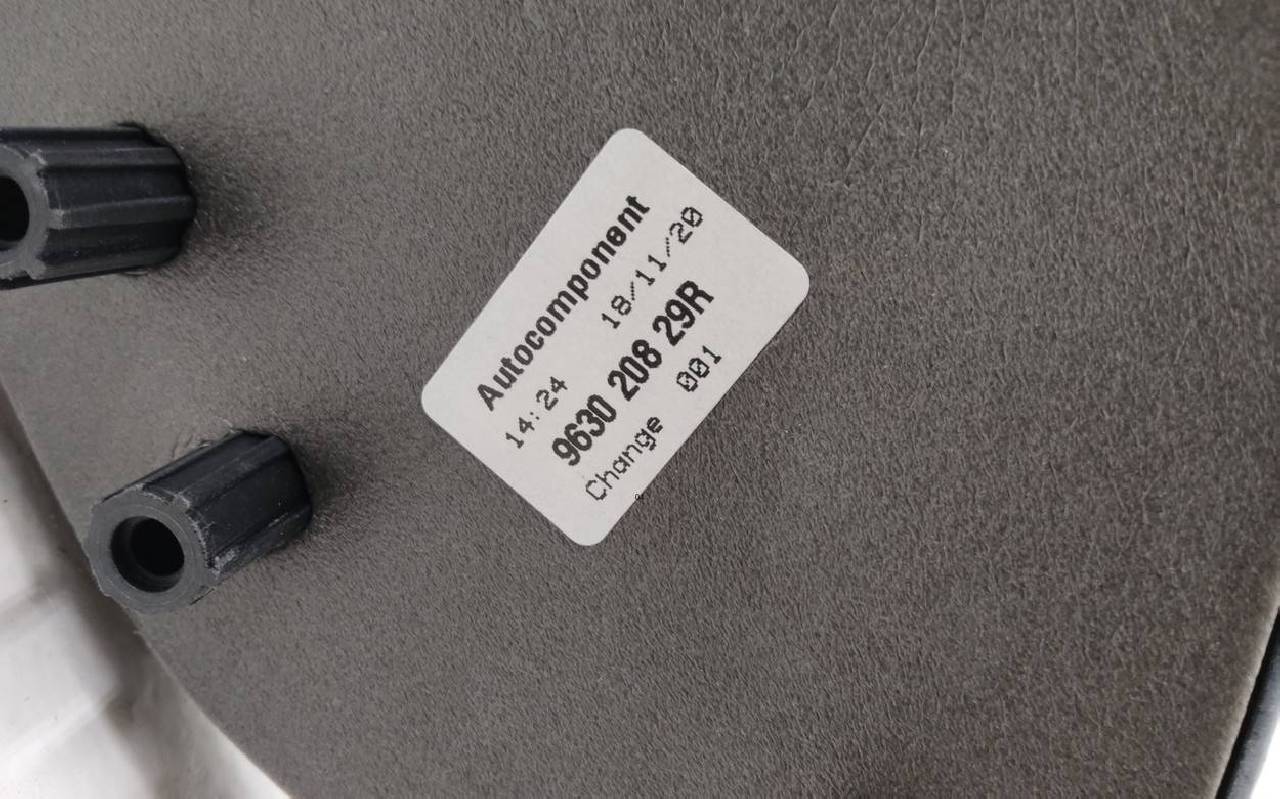 Autocomponent
14:24 18/11/20
9630 208 29R
Change 001